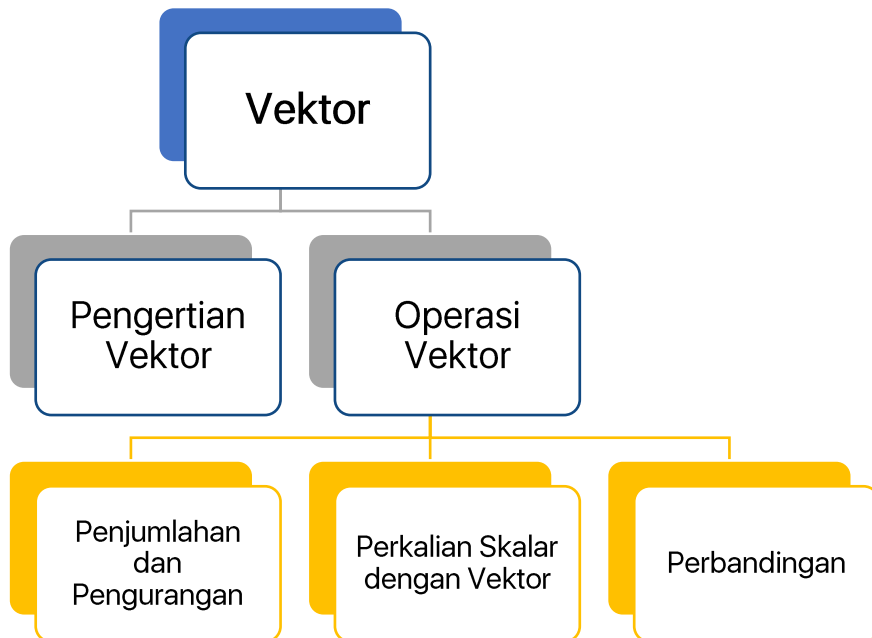 Vektor
Pengertian
Vektor
Operasi
Vektor
Penjumlahan
dan
Pengurangan
Perkalian Skalar
dengan Vektor
Perbandingan